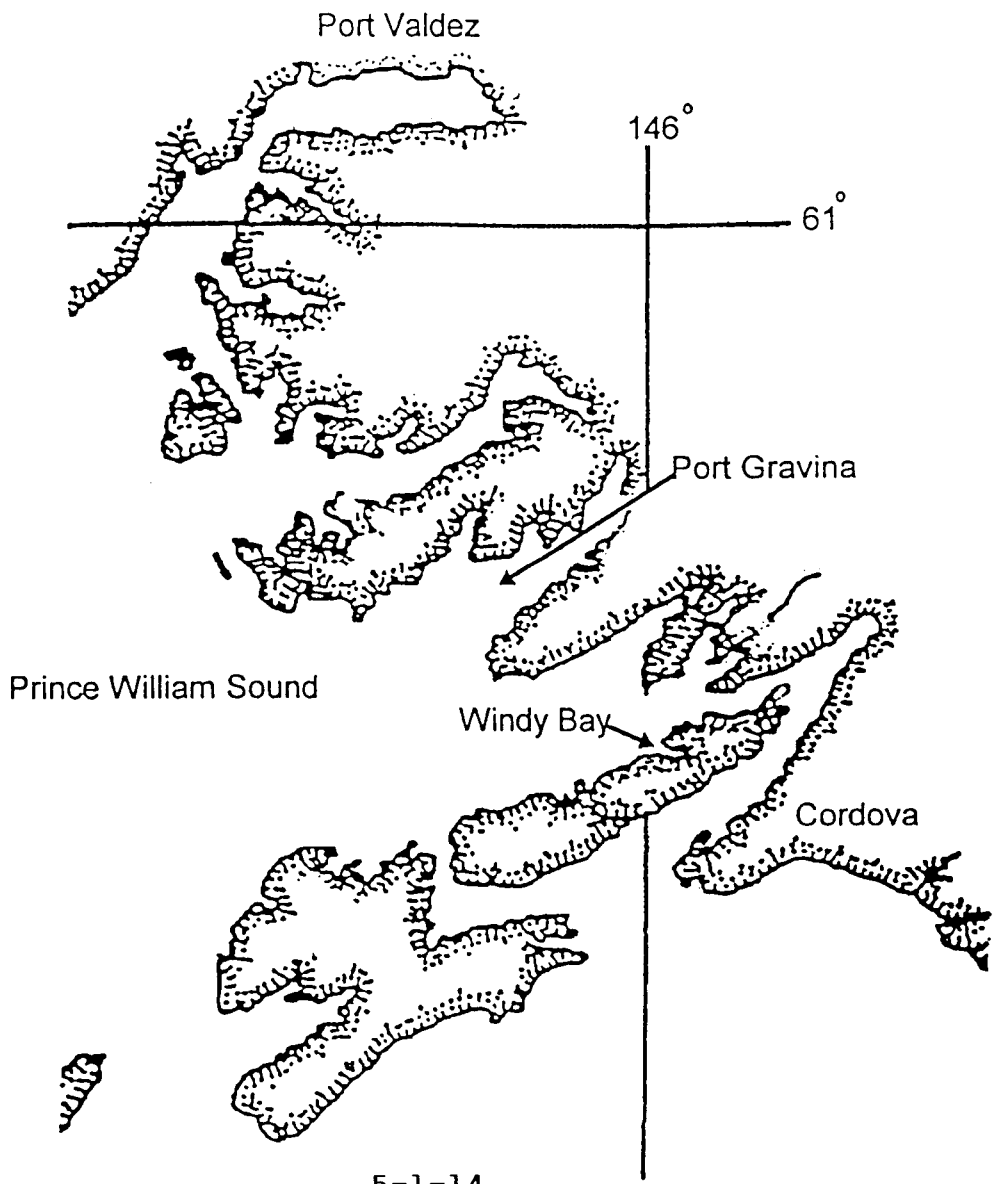 Port Valdez
146°
61°
Port Gravina
Prince William Sound
Windy Bay
Cordova
5-1-14